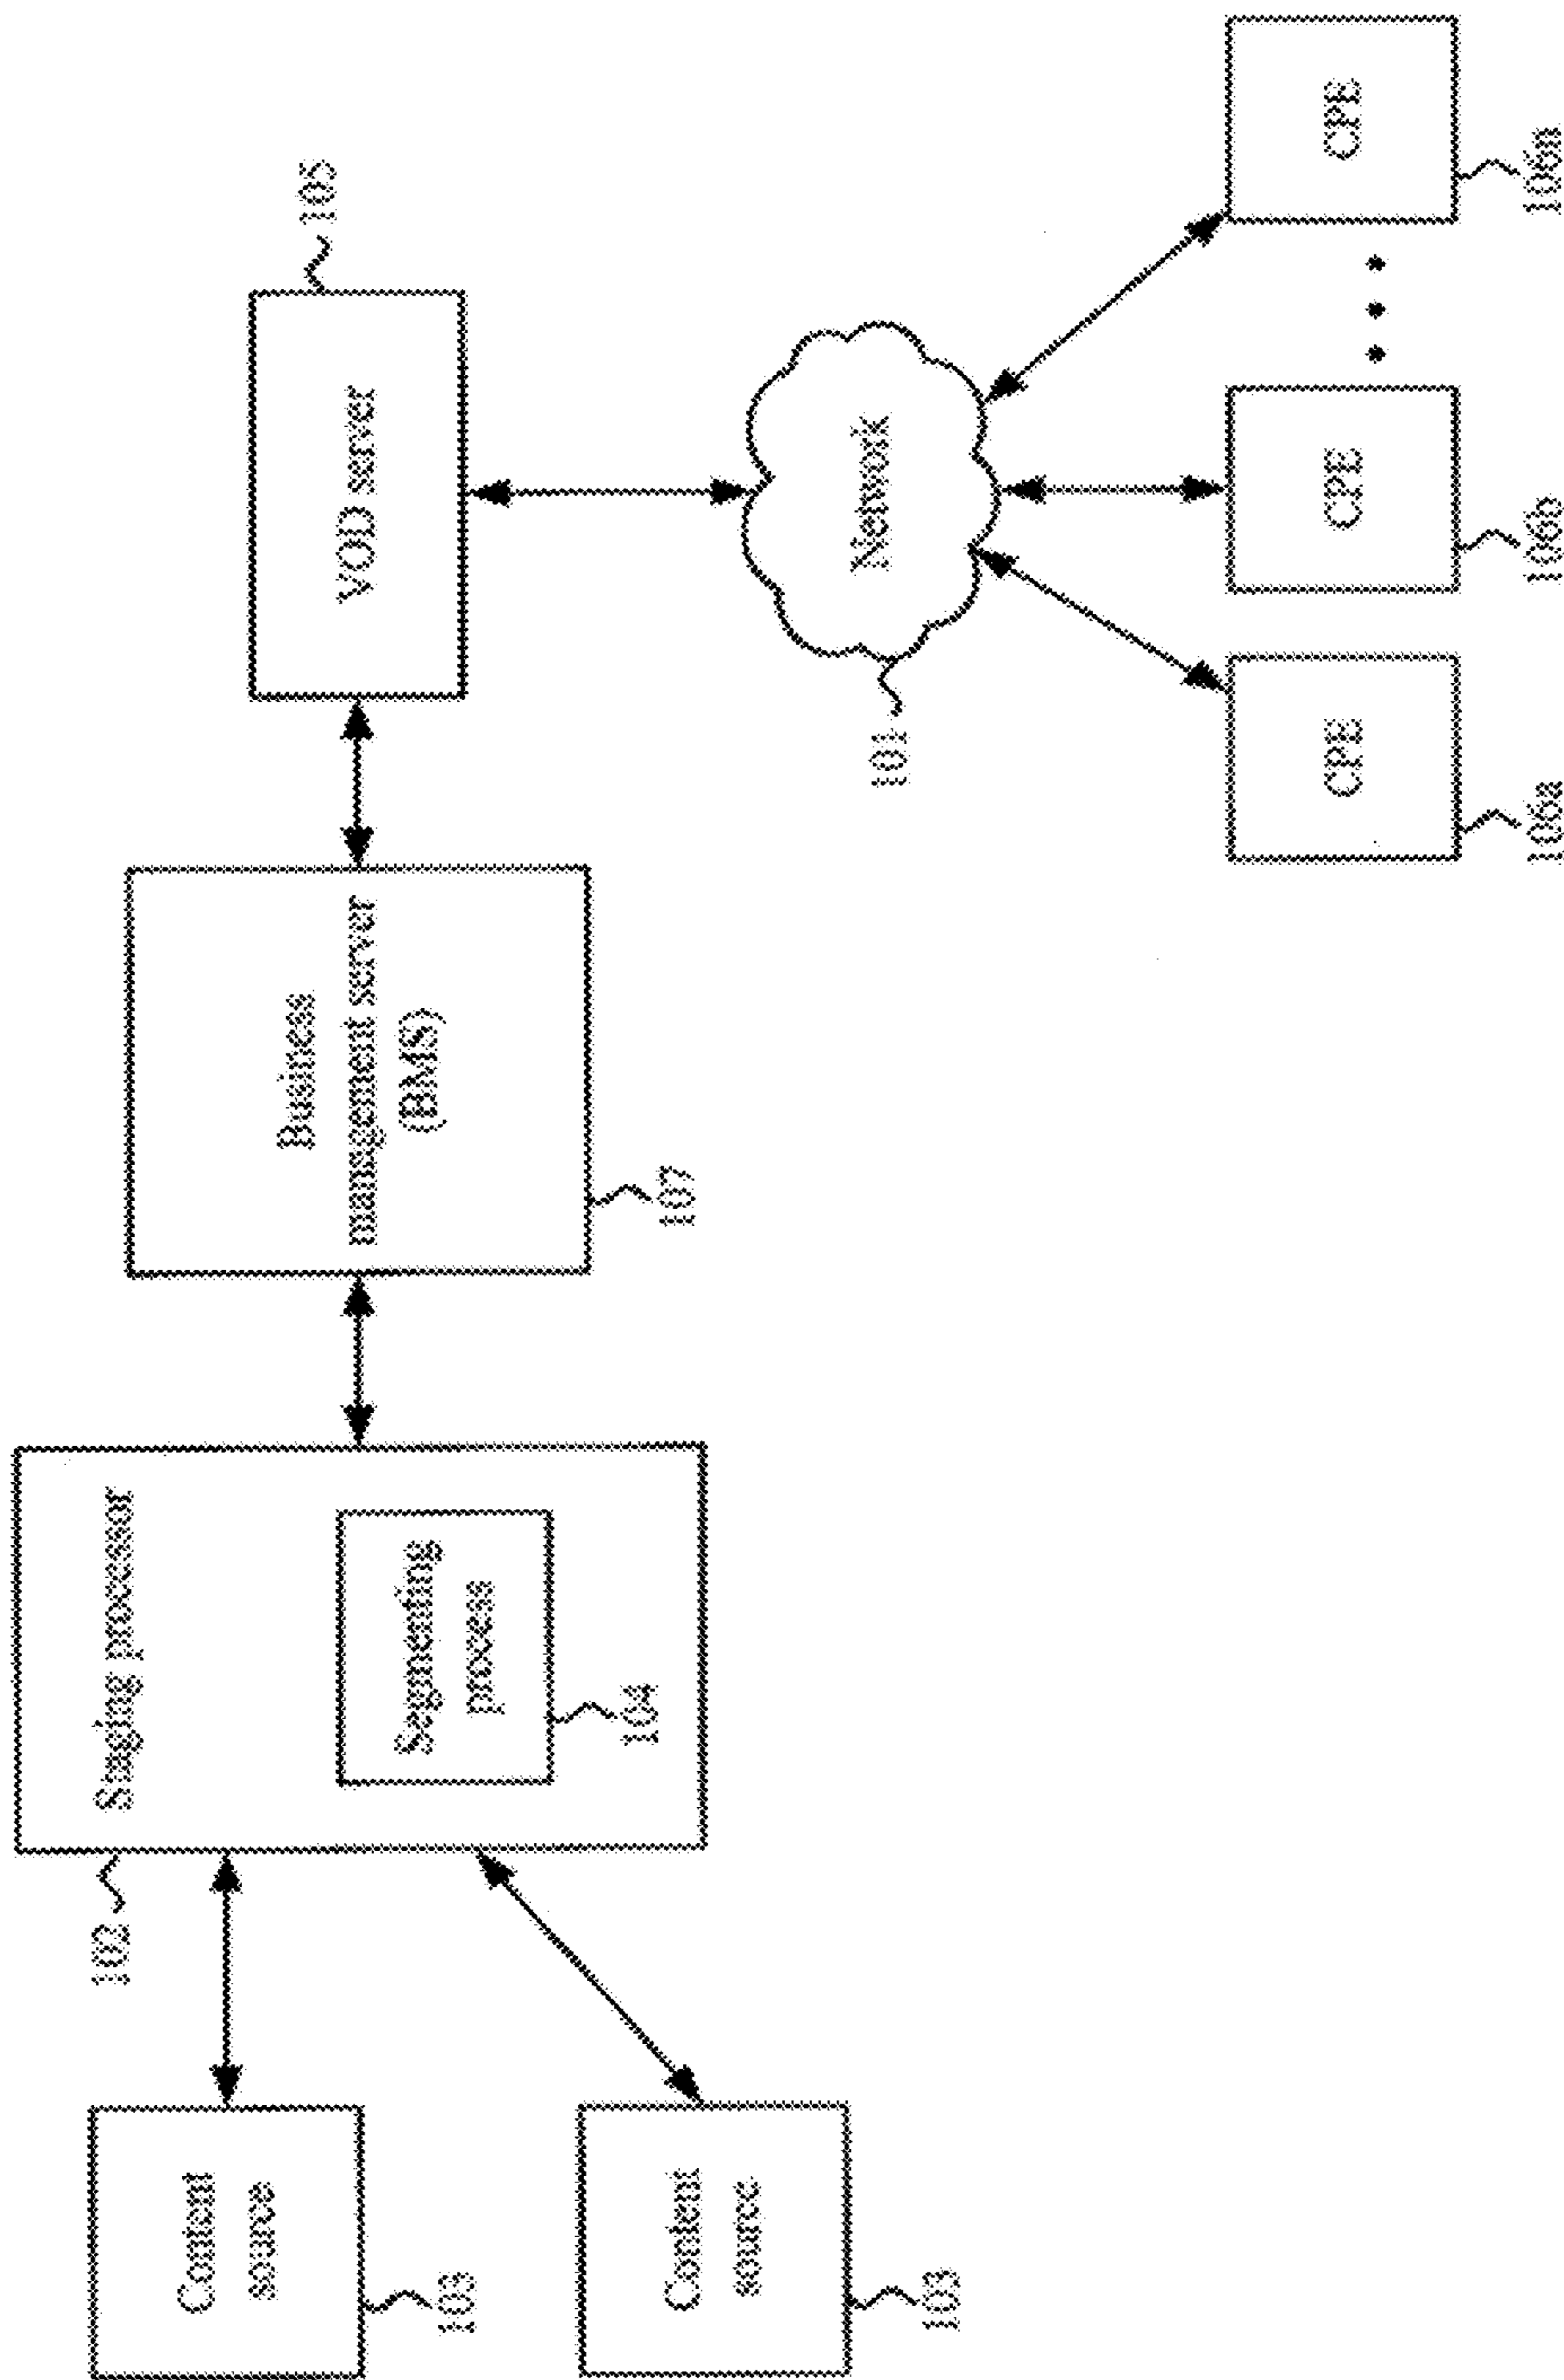 Content
source
103
Content
source
103
102
Staging processor
Segmenting
process
104
Business
management server
(BMS)
107
VOD server
105
Network
101
CPE
106a
CPE
106b
CPE
106n